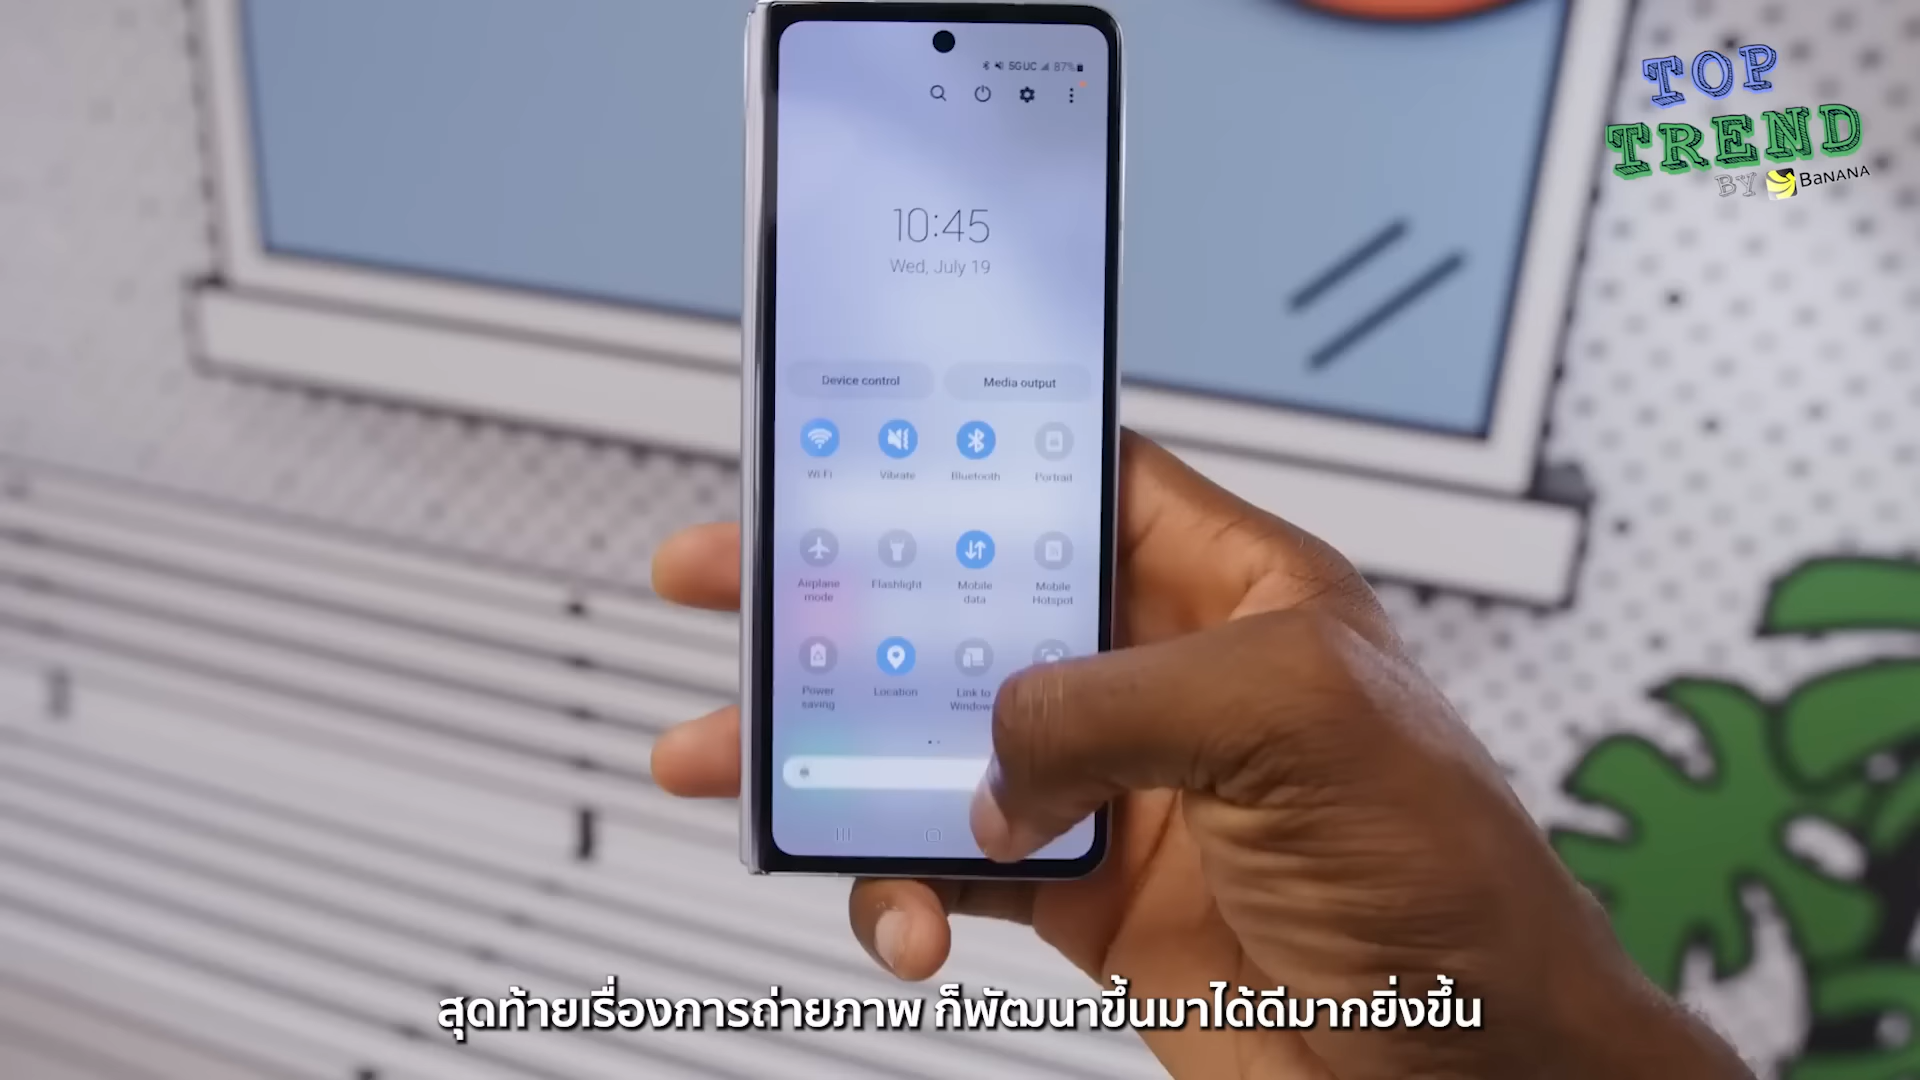 TOP
TREND
BY BANANA
5GUC 87%
10:45
Wed, July 19
Device control
Media output
Wi-Fi
Vibrate
Bluetooth
Portrait
Airplane
mode
Flashlight
Mobile
data
Mobile
Hotspot
Power
saving
Location
Link to
Windows
สุดท้ายเรื่องการถ่ายภาพ ก็พัฒนาขึ้นมาได้ดีมากยิ่งขึ้น